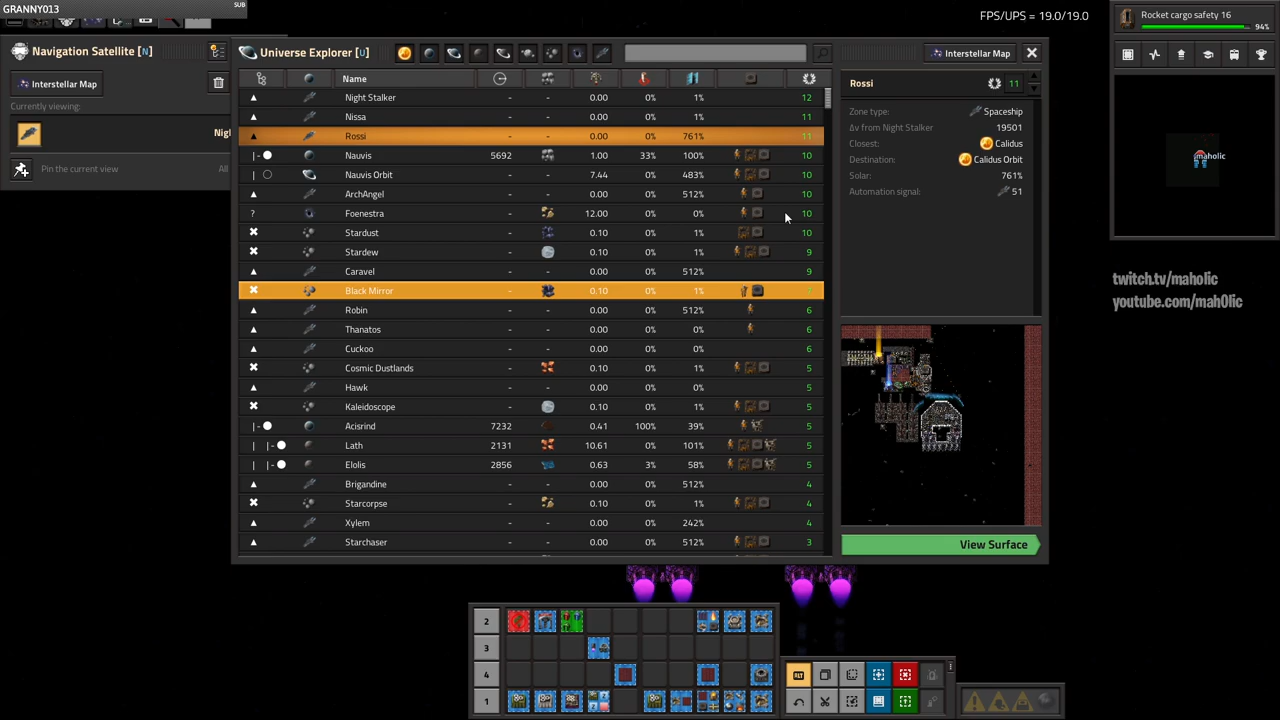 GRANNY013 SUB
FPS/UPS = 19.0/19.0
Rocket cargo safety 16
94%
Navigation Satellite [N]
Interstellar Map
Currently viewing:
Nigh
Pin the current view All
Universe Explorer [U]
Interstellar Map
Name
Night Stalker - - 0.00 0% 1% 12
Nissa - - 0.00 0% 1% 11
Rossi - - 0.00 0% 761% 11
Nauvis 5692 1.00 33% 100% 10
Nauvis Orbit - - 7.44 0% 483% 10
ArchAngel - - 0.00 0% 512% 10
? Foenestra - 12.00 0% 0% 10
Stardust - 0.10 0% 1% 10
Stardew - 0.10 0% 1% 9
Caravel - - 0.00 0% 512% 9
Black Mirror - 0.10 0% 1%
Robin - - 0.00 0% 512% 6
Thanatos - - 0.00 0% 512% 6
Cuckoo - - 0.00 0% 512% 6
Cosmic Dustlands - 0.10 0% 1% 5
Hawk - - 0.00 0% 0% 5
Kaleidoscope - 0.10 0% 1% 5
Acisrind 7232 0.41 100% 39% 5
Lath 2131 10.61 0% 101% 5
Elolis 2856 0.63 3% 58% 5
Brigandine - - 0.00 0% 512% 4
Starcorpse - 0.10 0% 1% 4
Xylem - - 0.00 0% 242% 4
Starchaser - - 0.00 0% 512% 3
Rossi 11
Zone type: Spaceship
Δv from Night Stalker 19501
Closest: Calidus
Destination: Calidus Orbit
Solar: 761%
Automation signal: 51
View Surface
maholic
twitch.tv/maholic
youtube.com/mah0lic
2
3
4
1
ALT